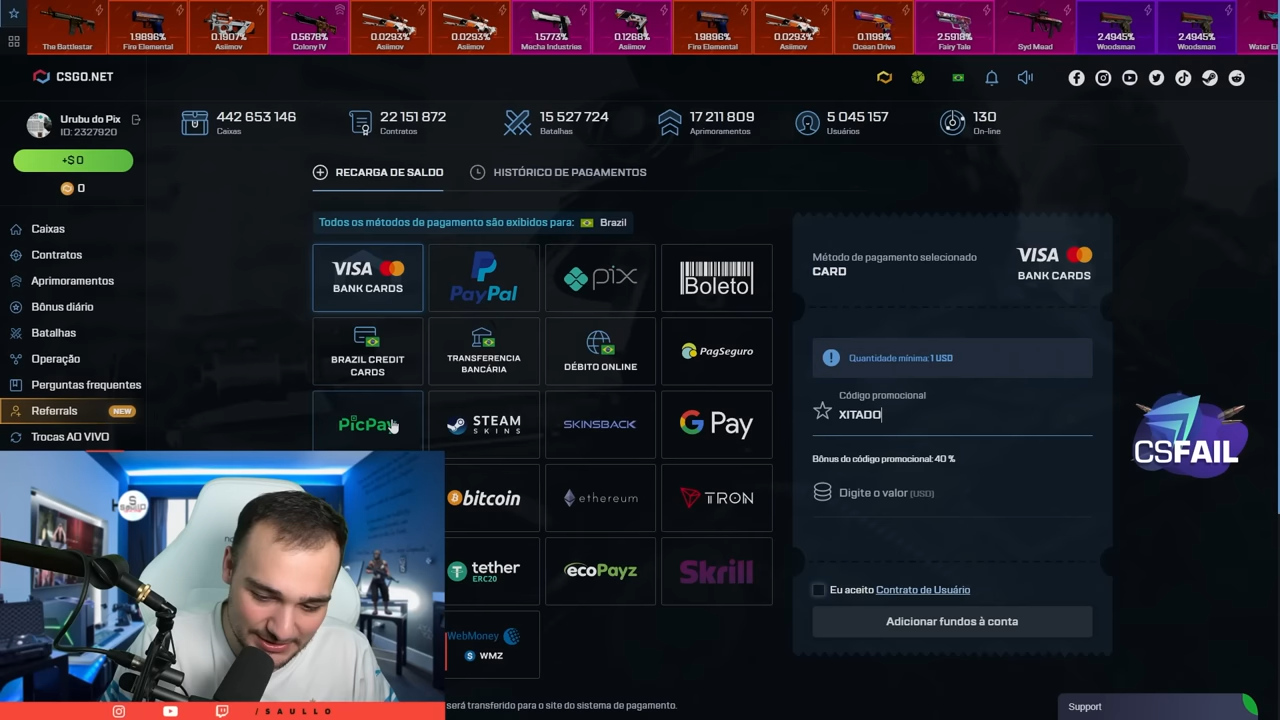 The Battlestar
1.9896%
Fire Elemental
0.1907%
Asiimov
0.5678%
Colony IV
0.0293%
Asiimov
0.0293%
Asiimov
1.5773%
Mecha Industries
0.1268%
Asiimov
1.9896%
Fire Elemental
0.0293%
Asiimov
0.1199%
Ocean Drive
2.5918%
Fairy Tale
Syd Mead
2.4945%
Woodsman
2.4945%
Woodsman
CSGO.NET
Urubu do Pix
ID: 2327920
+$ 0
0
442 653 146
Caixas
22 151 872
Contratos
15 527 724
Batalhas
17 211 809
Aprimoramentos
5 045 157
Usuários
130
On-line
Caixas
Contratos
Aprimoramentos
Bônus diário
Batalhas
Operação
Perguntas frequentes
Referrals NEW
Trocas AO VIVO
RECARGA DE SALDO
HISTÓRICO DE PAGAMENTOS
Todos os métodos de pagamento são exibidos para: Brazil
VISA
BANK CARDS
PayPal
pix
Boleto
BRAZIL CREDIT
CARDS
TRANSFERENCIA
BANCÁRIA
DÉBITO ONLINE
PagSeguro
PicPay
STEAM
SKINS
SKINSBACK
G Pay
bitcoin
ethereum
TRON
tether
ERC20
ecoPayz
Skrill
WebMoney
WMZ
será transferido para o site do sistema de pagamento.
Método de pagamento selecionado
CARD
VISA
BANK CARDS
Quantidade mínima: 1 USD
Código promocional
XITADO
Bônus do código promocional: 40 %
Digite o valor (USD)
Eu aceito Contrato de Usuário
Adicionar fundos à conta
CSFAIL
Support
/SAULLO